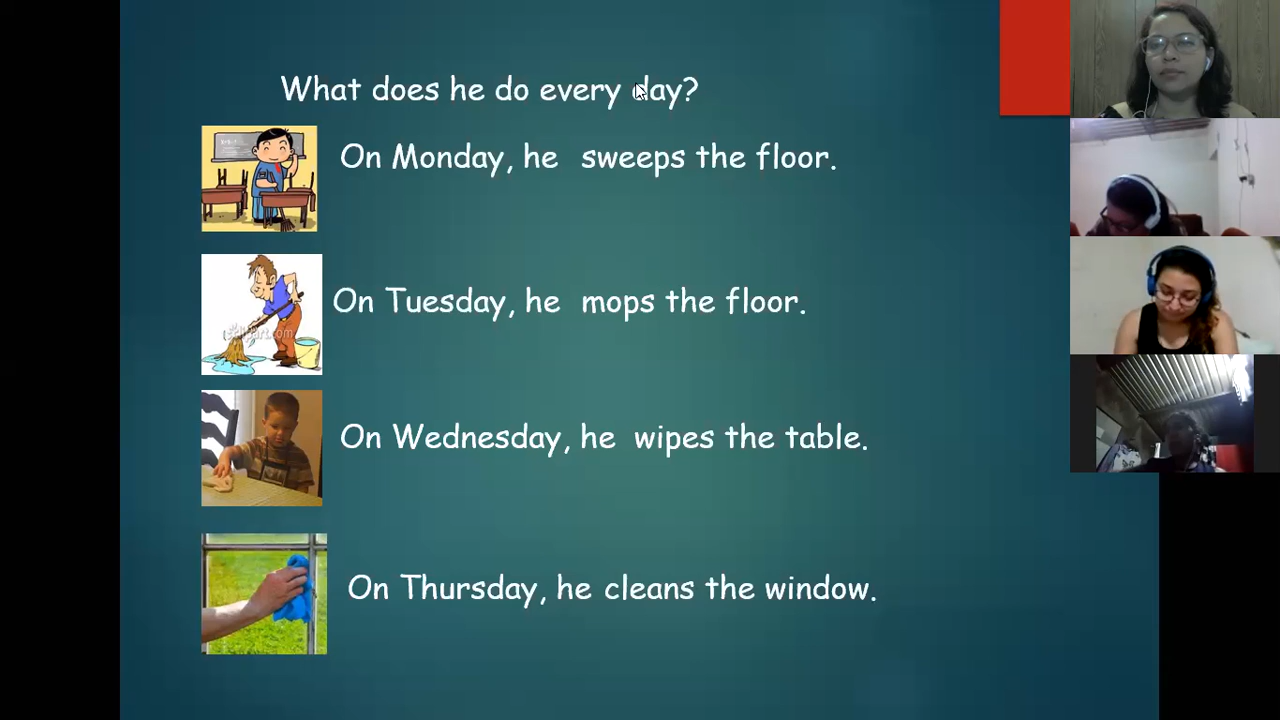 What does he do every day?
On Monday, he sweeps the floor.
On Tuesday, he mops the floor.
On Wednesday, he wipes the table.
On Thursday, he cleans the window.